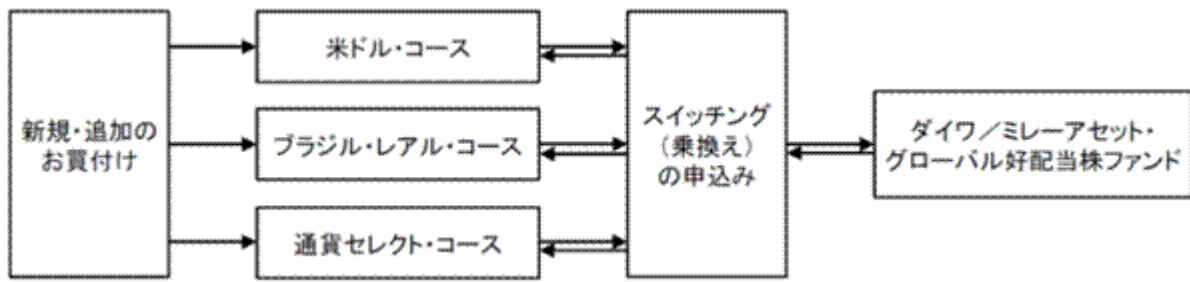 新規・追加の
お買付け
米ドル・コース
ブラジル・レアル・コース
通貨セレクト・コース
スイッチング
（乗換え）
の申込み
ダイワ／ミレーアセット・
グローバル好配当株ファンド